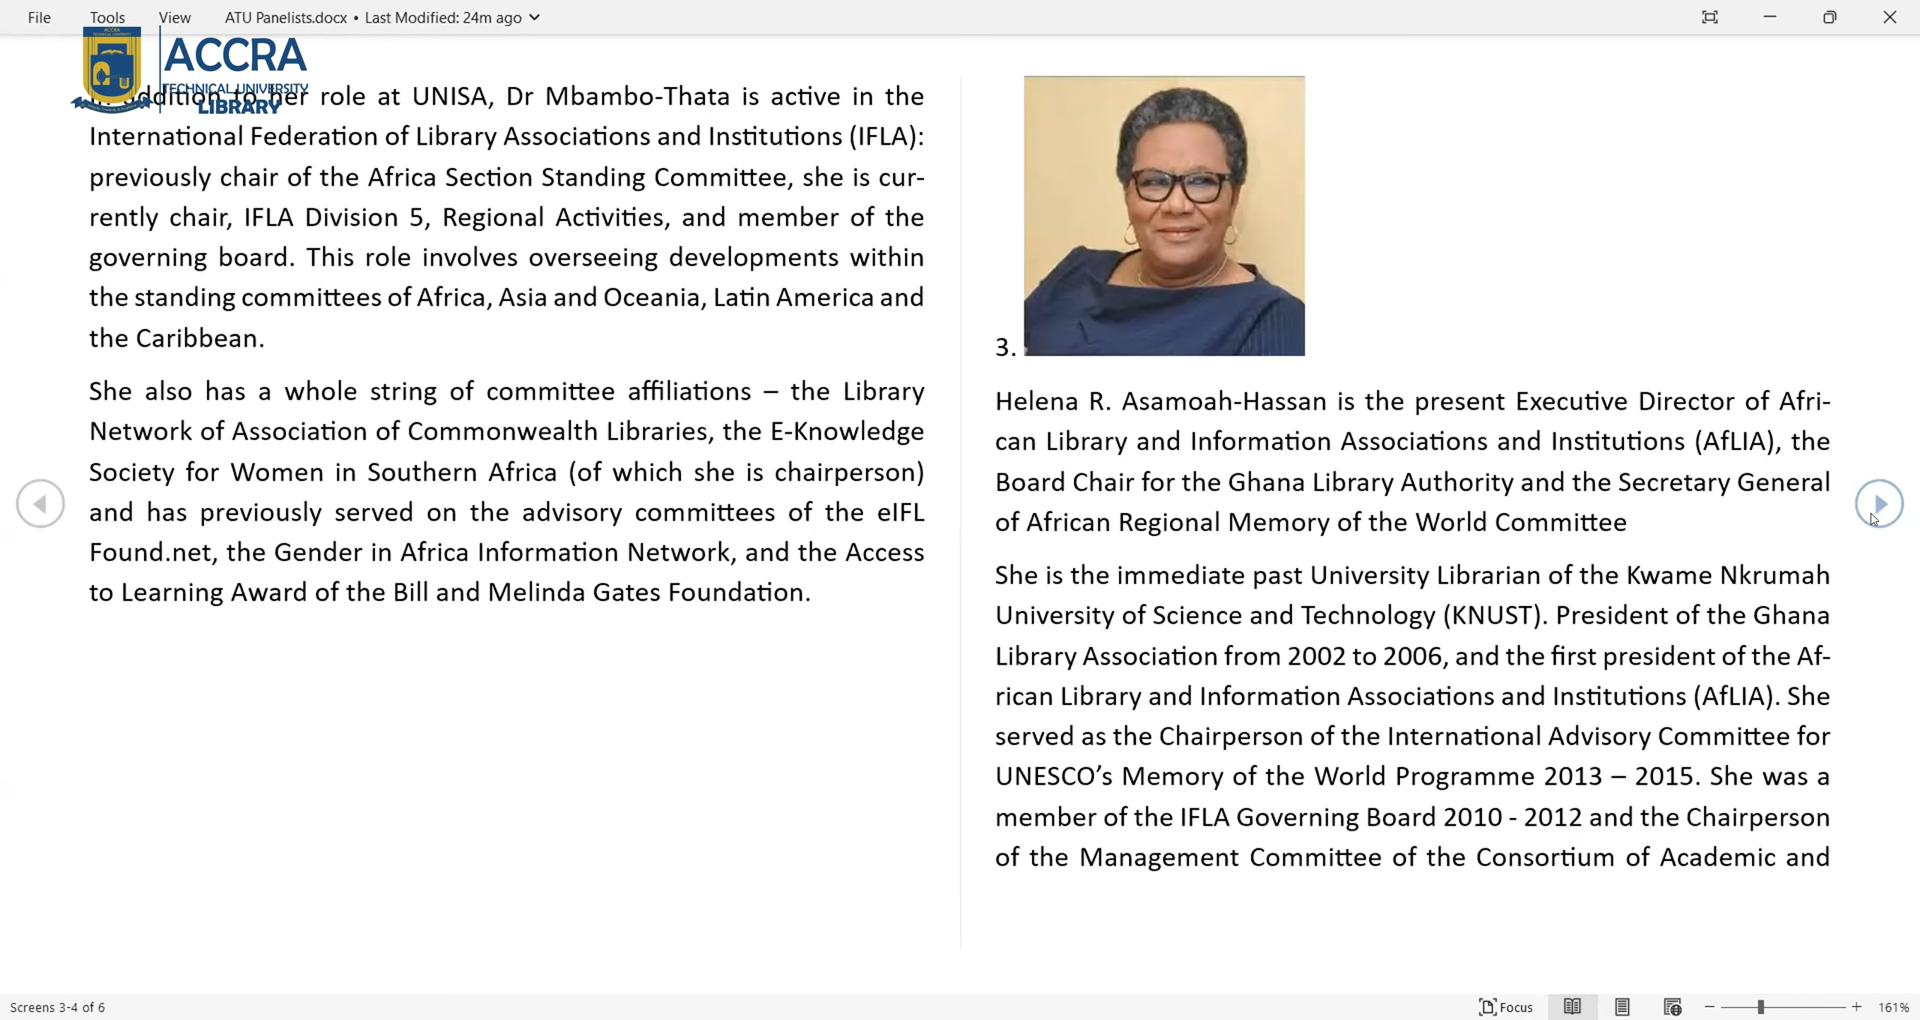 File Tools View ATU Panelists.docx • Last Modified: 24m ago
ACCRA
TECHNICAL UNIVERSITY
LIBRARY
In addition to her role at UNISA, Dr Mbambo-Thata is active in the
International Federation of Library Associations and Institutions (IFLA):
previously chair of the Africa Section Standing Committee, she is cur-
rently chair, IFLA Division 5, Regional Activities, and member of the
governing board. This role involves overseeing developments within
the standing committees of Africa, Asia and Oceania, Latin America and
the Caribbean.
She also has a whole string of committee affiliations – the Library
Network of Association of Commonwealth Libraries, the E-Knowledge
Society for Women in Southern Africa (of which she is chairperson)
and has previously served on the advisory committees of the eIFL
Found.net, the Gender in Africa Information Network, and the Access
to Learning Award of the Bill and Melinda Gates Foundation.
3.
Helena R. Asamoah-Hassan is the present Executive Director of Afri-
can Library and Information Associations and Institutions (AfLIA), the
Board Chair for the Ghana Library Authority and the Secretary General
of African Regional Memory of the World Committee
She is the immediate past University Librarian of the Kwame Nkrumah
University of Science and Technology (KNUST). President of the Ghana
Library Association from 2002 to 2006, and the first president of the Af-
rican Library and Information Associations and Institutions (AfLIA). She
served as the Chairperson of the International Advisory Committee for
UNESCO’s Memory of the World Programme 2013 – 2015. She was a
member of the IFLA Governing Board 2010 - 2012 and the Chairperson
of the Management Committee of the Consortium of Academic and
Screens 3-4 of 6
Focus
161%